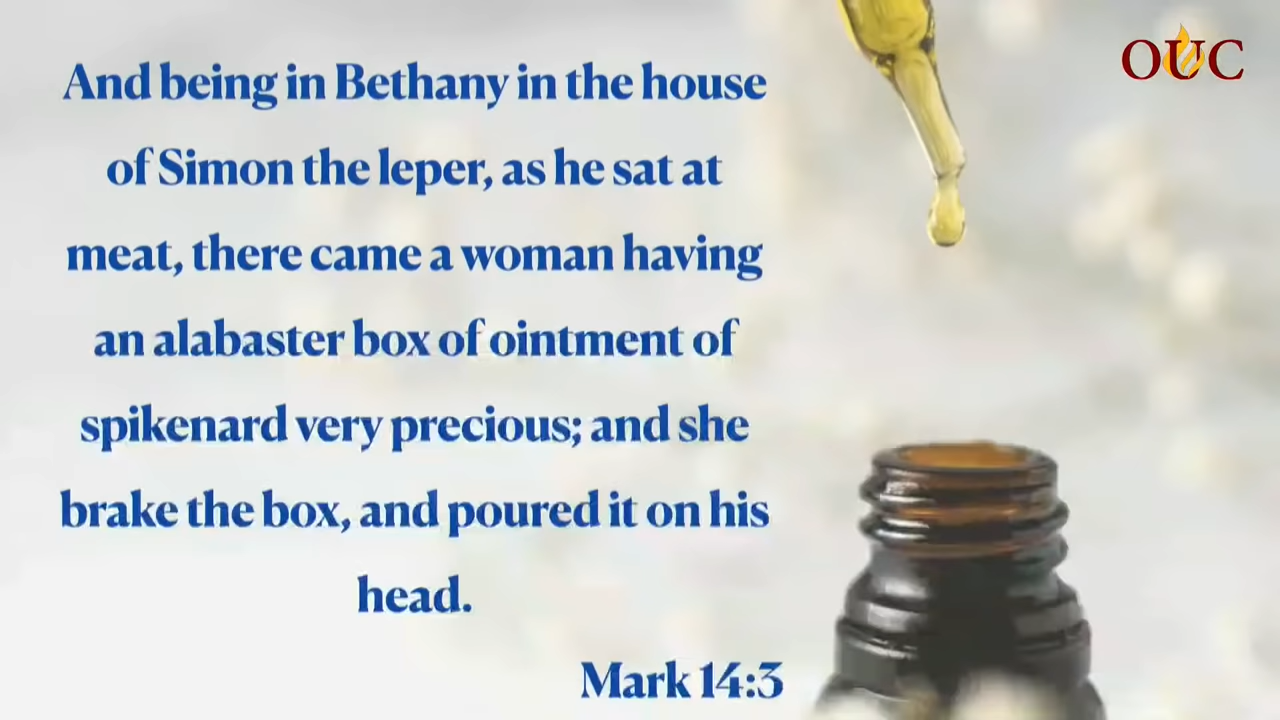 OUC
And being in Bethany in the house
of Simon the leper, as he sat at
meat, there came a woman having
an alabaster box of ointment of
spikenard very precious; and she
brake the box, and poured it on his
head.
Mark 14:3